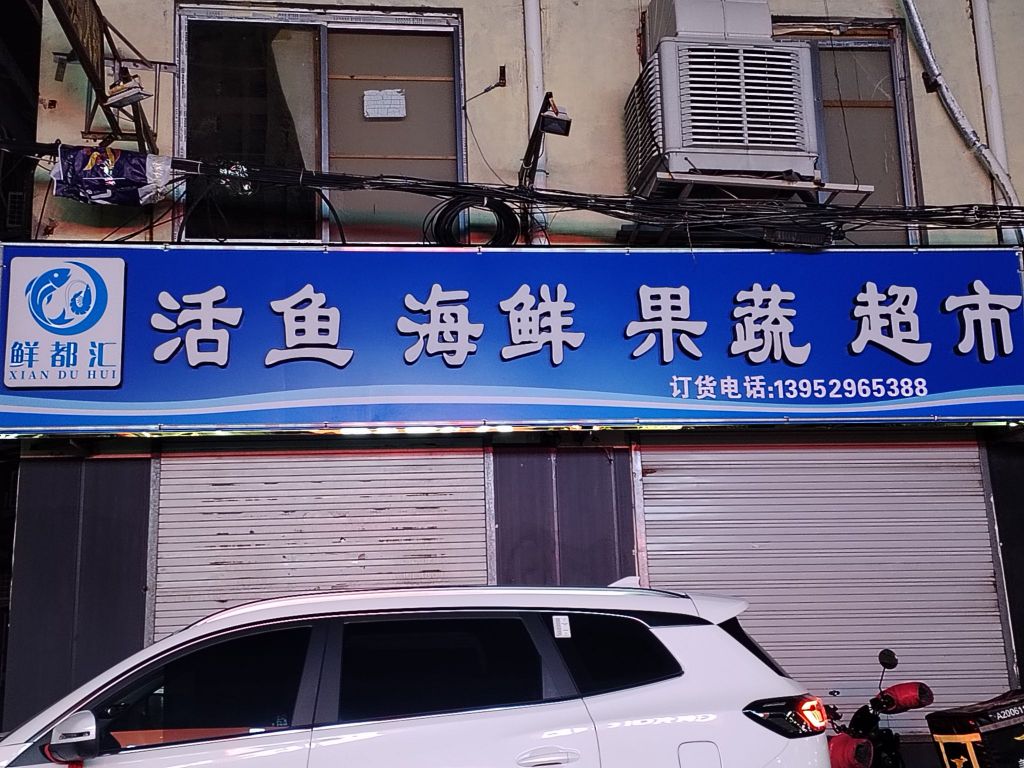 活鱼 海鲜 果蔬 超市
鲜都汇
XIAN DU HUI
订货电话:13952965388
A20061